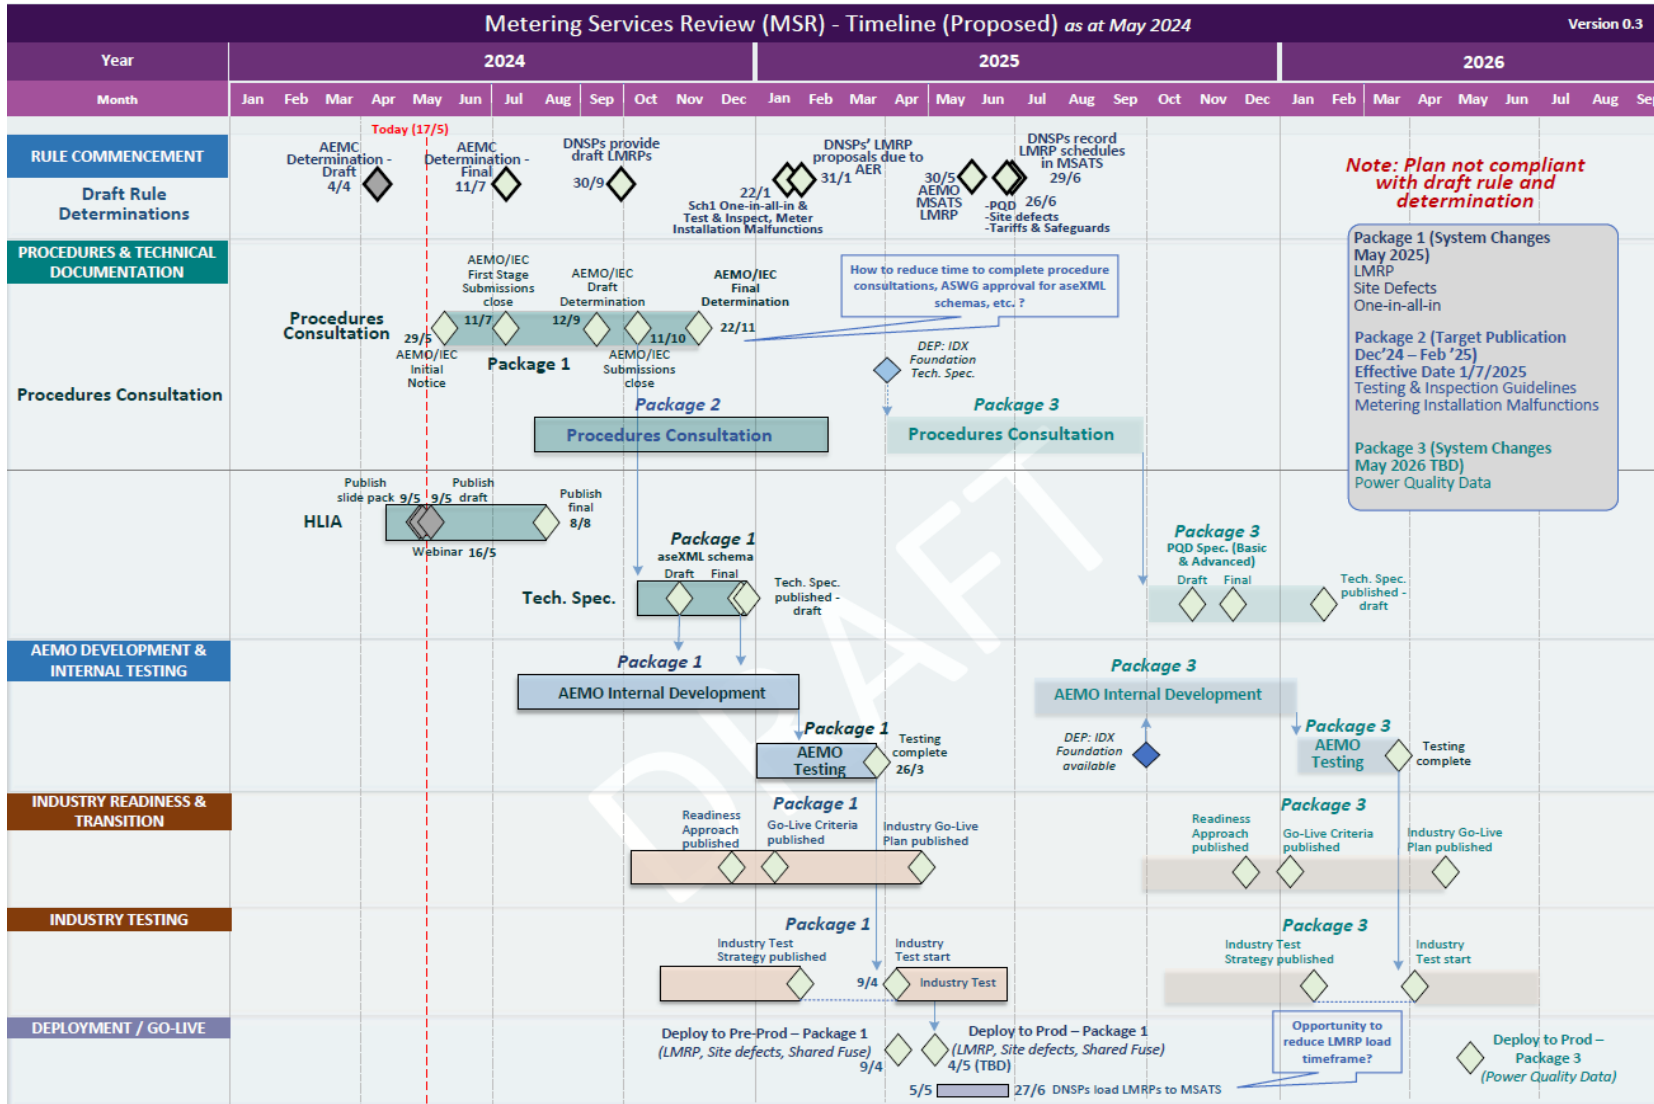 Metering Services Review (MSR) - Timeline (Proposed) as at May 2024
Version 0.3
Year
2024
2025
2026
Month
Jan Feb Mar Apr May Jun Jul Aug Sep Oct Nov Dec Jan Feb Mar Apr May Jun Jul Aug Sep Oct Nov Dec Jan Feb Mar Apr May Jun Jul Aug Sep
Today (17/5)
RULE COMMENCEMENT
Draft Rule
Determinations
AEMC
Determination -
Draft
4/4
AEMC
Determination -
Final
11/7
DNSPs provide
draft LMRPs
30/9
22/1
Sch1 One-in-all-in &
Test & Inspect, Meter
Installation Malfunctions
DNSPs' LMRP
proposals due to
AER
31/1
30/5
AEMO
MSATS
LMRP
DNSPs record
LMRP schedules
in MSATS
29/6
26/6
-PQD
-Site defects
-Tariffs & Safeguards
Note: Plan not compliant
with draft rule and
determination
Package 1 (System Changes
May 2025)
LMRP
Site Defects
One-in-all-in
Package 2 (Target Publication
Dec'24 – Feb '25)
Effective Date 1/7/2025
Testing & Inspection Guidelines
Metering Installation Malfunctions
Package 3 (System Changes
May 2026 TBD)
Power Quality Data
PROCEDURES & TECHNICAL
DOCUMENTATION
Procedures Consultation
Procedures
Consultation
29/5
AEMO/IEC
Initial
Notice
AEMO/IEC
First Stage
Submissions
close
11/7
Package 1
AEMO/IEC
Draft
Determination
12/9
11/10
AEMO/IEC
Submissions
close
AEMO/IEC
Final
Determination
22/11
How to reduce time to complete procedure
consultations, ASWG approval for aseXML
schemas, etc. ?
DEP: IDX
Foundation
Tech. Spec.
Package 2
Procedures Consultation
Package 3
Procedures Consultation
HLIA
Publish
slide pack 9/5
Publish
9/5 draft
Webinar 16/5
Publish
final
8/8
Package 1
aseXML schema
Draft Final
Tech. Spec.
Tech. Spec.
published -
draft
Package 3
PQD Spec. (Basic
& Advanced)
Draft Final
Tech. Spec.
published -
draft
DRAFT
AEMO DEVELOPMENT &
INTERNAL TESTING
Package 1
AEMO Internal Development
Package 1
AEMO
Testing
Testing
complete
26/3
Package 3
AEMO Internal Development
DEP: IDX
Foundation
available
Package 3
AEMO
Testing
Testing
complete
INDUSTRY READINESS &
TRANSITION
Package 1
Readiness
Approach
published
Go-Live Criteria
published
Industry Go-Live
Plan published
Package 3
Readiness
Approach
published
Go-Live Criteria
published
Industry Go-Live
Plan published
INDUSTRY TESTING
Package 1
Industry Test
Strategy published
Industry
Test start
9/4
Industry Test
Package 3
Industry Test
Strategy published
Industry
Test start
DEPLOYMENT / GO-LIVE
Deploy to Pre-Prod – Package 1
(LMRP, Site defects, Shared Fuse)
9/4
Deploy to Prod – Package 1
(LMRP, Site defects, Shared Fuse)
4/5 (TBD)
5/5
27/6 DNSPs load LMRPs to MSATS
Opportunity to
reduce LMRP load
timeframe?
Deploy to Prod –
Package 3
(Power Quality Data)